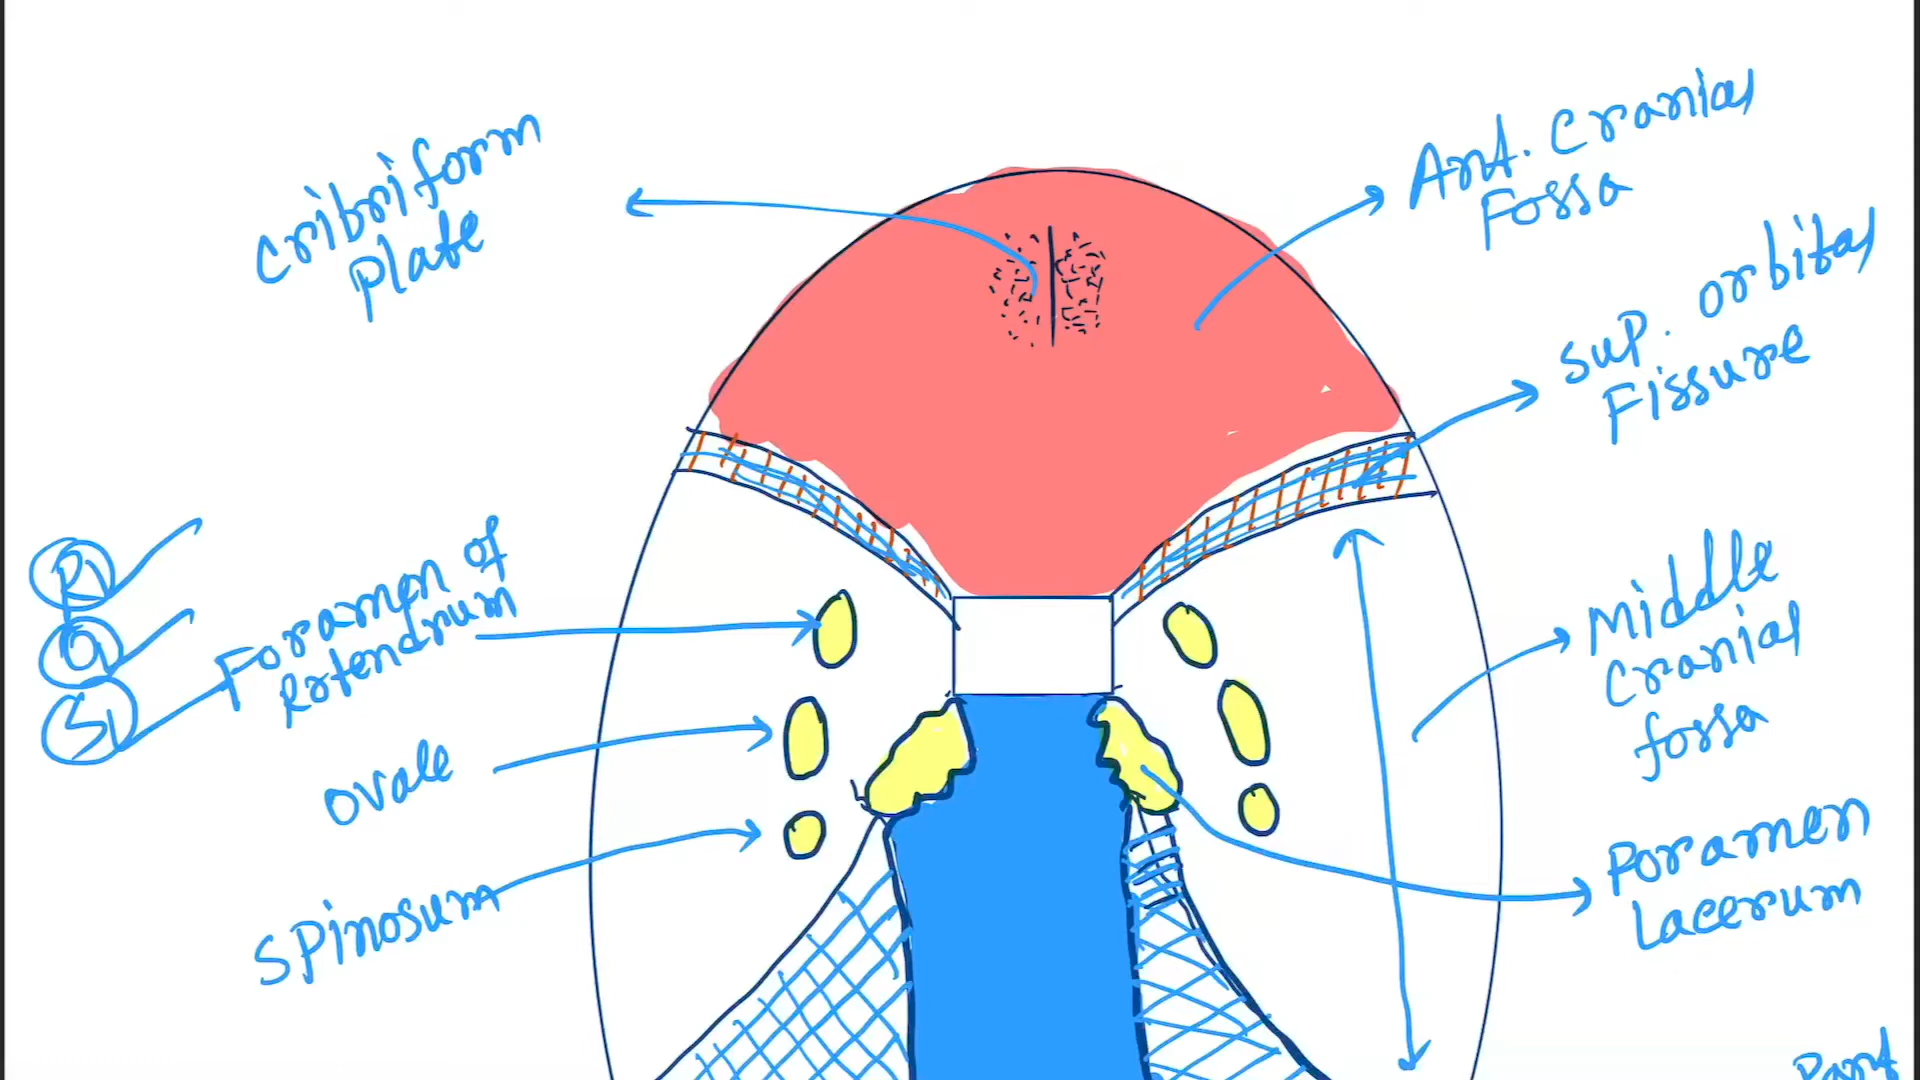 Cribriform
Plate
Ant. Cranial
Fossa
Sup. orbital
Fissure
R
O
S
Foramen of
Rotendrum
Ovale
Spinosum
Middle
Cranial
fossa
Foramen
Lacerum